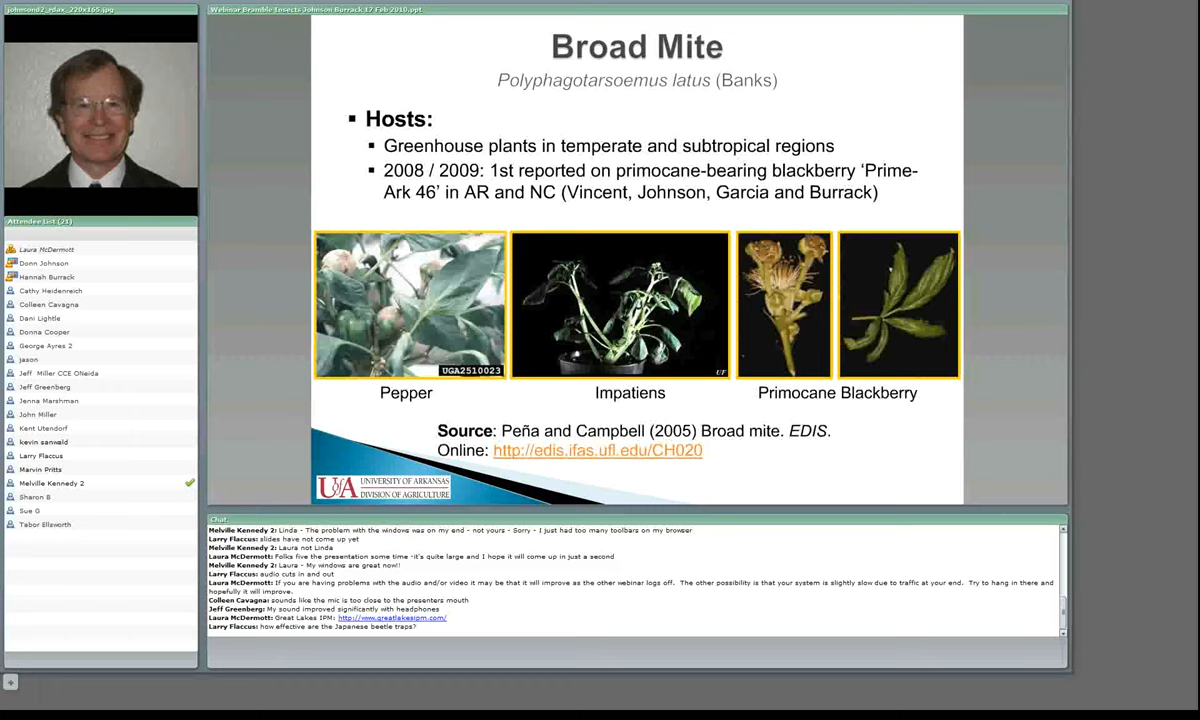 johnsond2_rdax_220x165.jpg
Webinar Bramble Insects Johnson Burrack 17 Feb 2010.ppt
Broad Mite
Polyphagotarsoemus latus (Banks)
▪ Hosts:
▪ Greenhouse plants in temperate and subtropical regions
▪ 2008 / 2009: 1st reported on primocane-bearing blackberry ‘Prime-
Ark 46’ in AR and NC (Vincent, Johnson, Garcia and Burrack)
UGA2510023
UF
Pepper
Impatiens
Primocane Blackberry
Source: Peña and Campbell (2005) Broad mite. EDIS.
Online: http://edis.ifas.ufl.edu/CH020
UofA
UNIVERSITY OF ARKANSAS
DIVISION OF AGRICULTURE
Attendee List (21)
Laura McDermott
Donn Johnson
Hannah Burrack
Cathy Heidenreich
Colleen Cavagna
Dani Lightle
Donna Cooper
George Ayres 2
jason
Jeff Miller CCE ONeida
Jeff Greenberg
Jenna Marshman
John Miller
Kent Utendorf
kevin sanwald
Larry Flaccus
Marvin Pritts
Melville Kennedy 2
Sharon B
Sue G
Tabor Ellsworth
Chat
Melville Kennedy 2: Linda - The problem with the windows was on my end - not yours - Sorry - I just had too many toolbars on my browser
Larry Flaccus: slides have not come up yet
Melville Kennedy 2: Laura not Linda
Laura McDermott: Folks five the presentation some time -it's quite large and I hope it will come up in just a second
Melville Kennedy 2: Laura - My windows are great now!!
Larry Flaccus: audio cuts in and out
Laura McDermott: If you are having problems with the audio and/or video it may be that it will improve as the other webinar logs off. The other possibility is that your system is slightly slow due to traffic at your end. Try to hang in there and
hopefully it will improve.
Colleen Cavagna: sounds like the mic is too close to the presenters mouth
Jeff Greenberg: My sound improved significantly with headphones
Laura McDermott: Great Lakes IPM: http://www.greatlakesipm.com/
Larry Flaccus: how effective are the Japanese beetle traps?